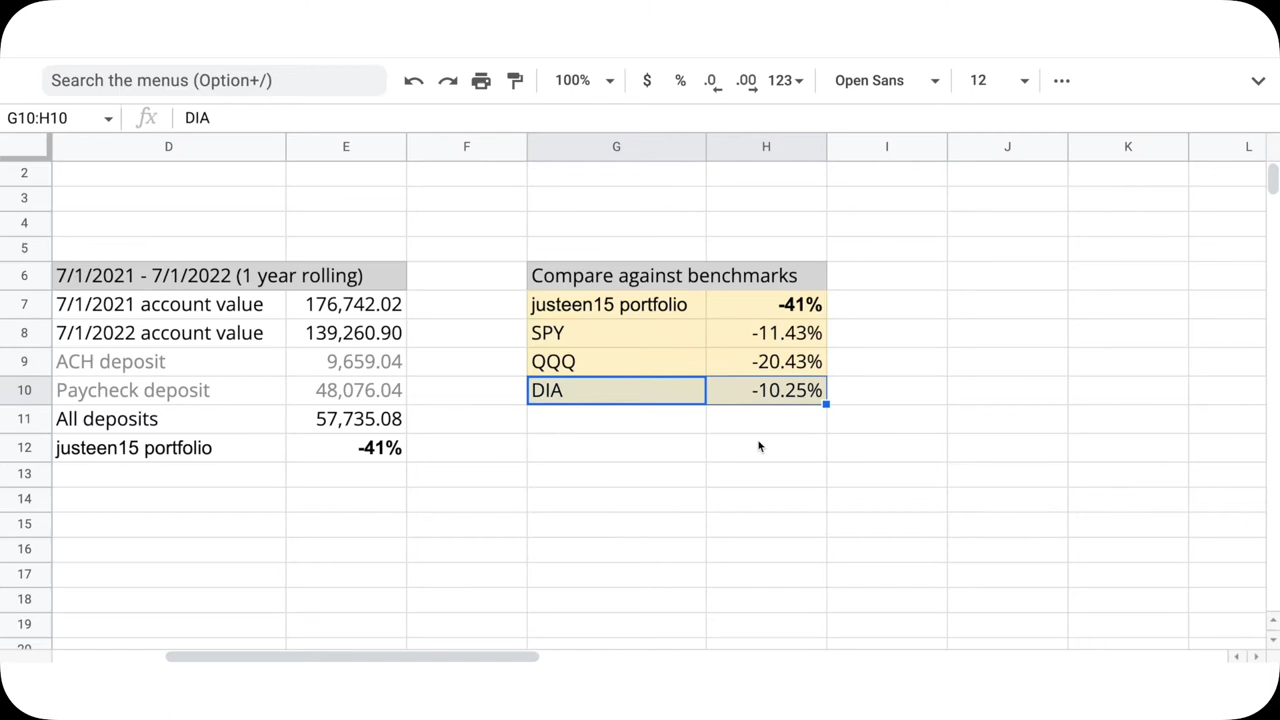 Search the menus (Option+/)
100%
$ % .0 .00 123
Open Sans
12
G10:H10 fx DIA
D E F G H I J K L
2
3
4
5
6 7/1/2021 - 7/1/2022 (1 year rolling) Compare against benchmarks
7 7/1/2021 account value 176,742.02 justeen15 portfolio -41%
8 7/1/2022 account value 139,260.90 SPY -11.43%
9 ACH deposit 9,659.04 QQQ -20.43%
10 Paycheck deposit 48,076.04 DIA -10.25%
11 All deposits 57,735.08
12 justeen15 portfolio -41%
13
14
15
16
17
18
19
20